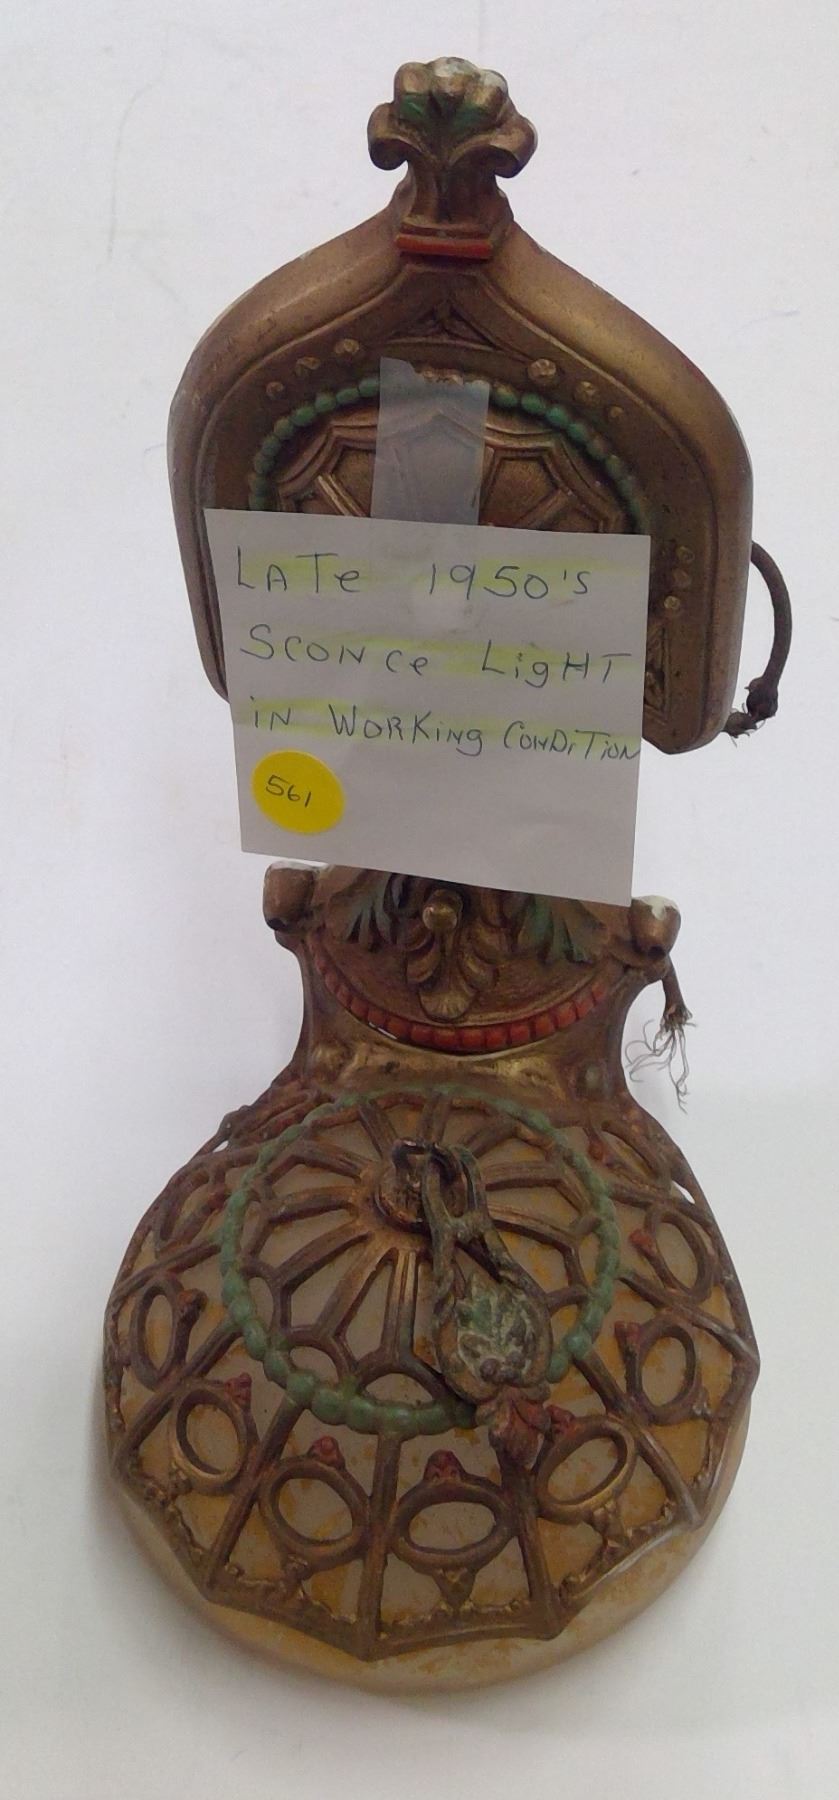 LATe 1950's
SCONCe LigHT
iN WORKing CONDiTiON
561